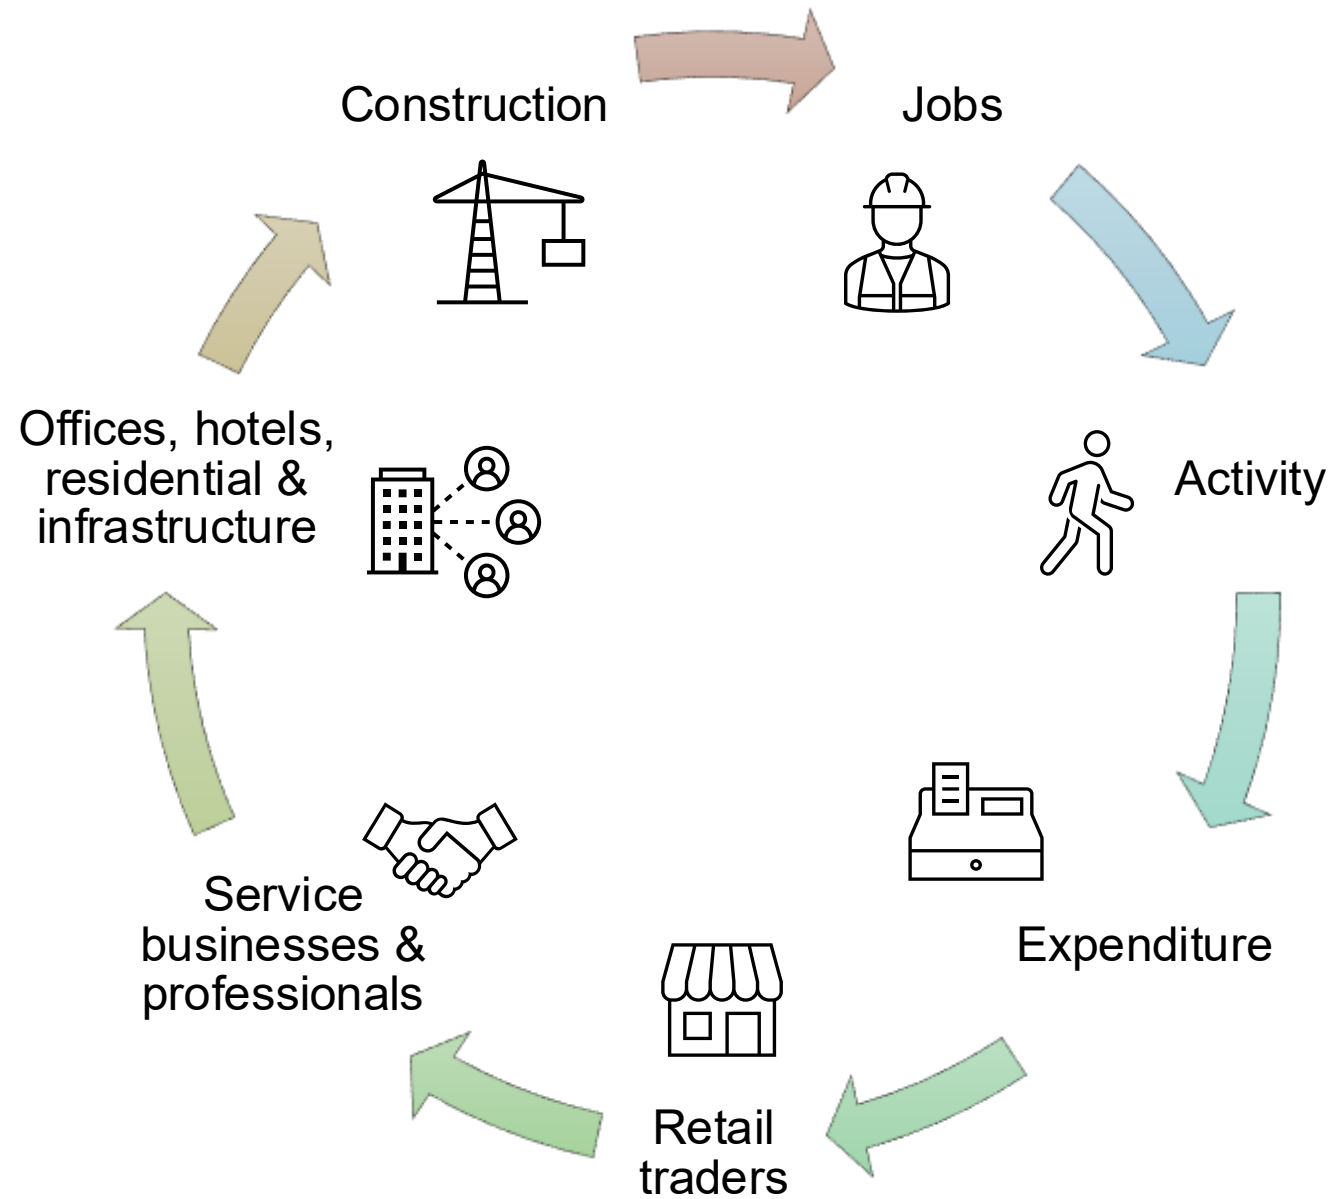 Construction
Jobs
Activity
Expenditure
Retail
traders
Service
businesses &
professionals
Offices, hotels,
residential &
infrastructure